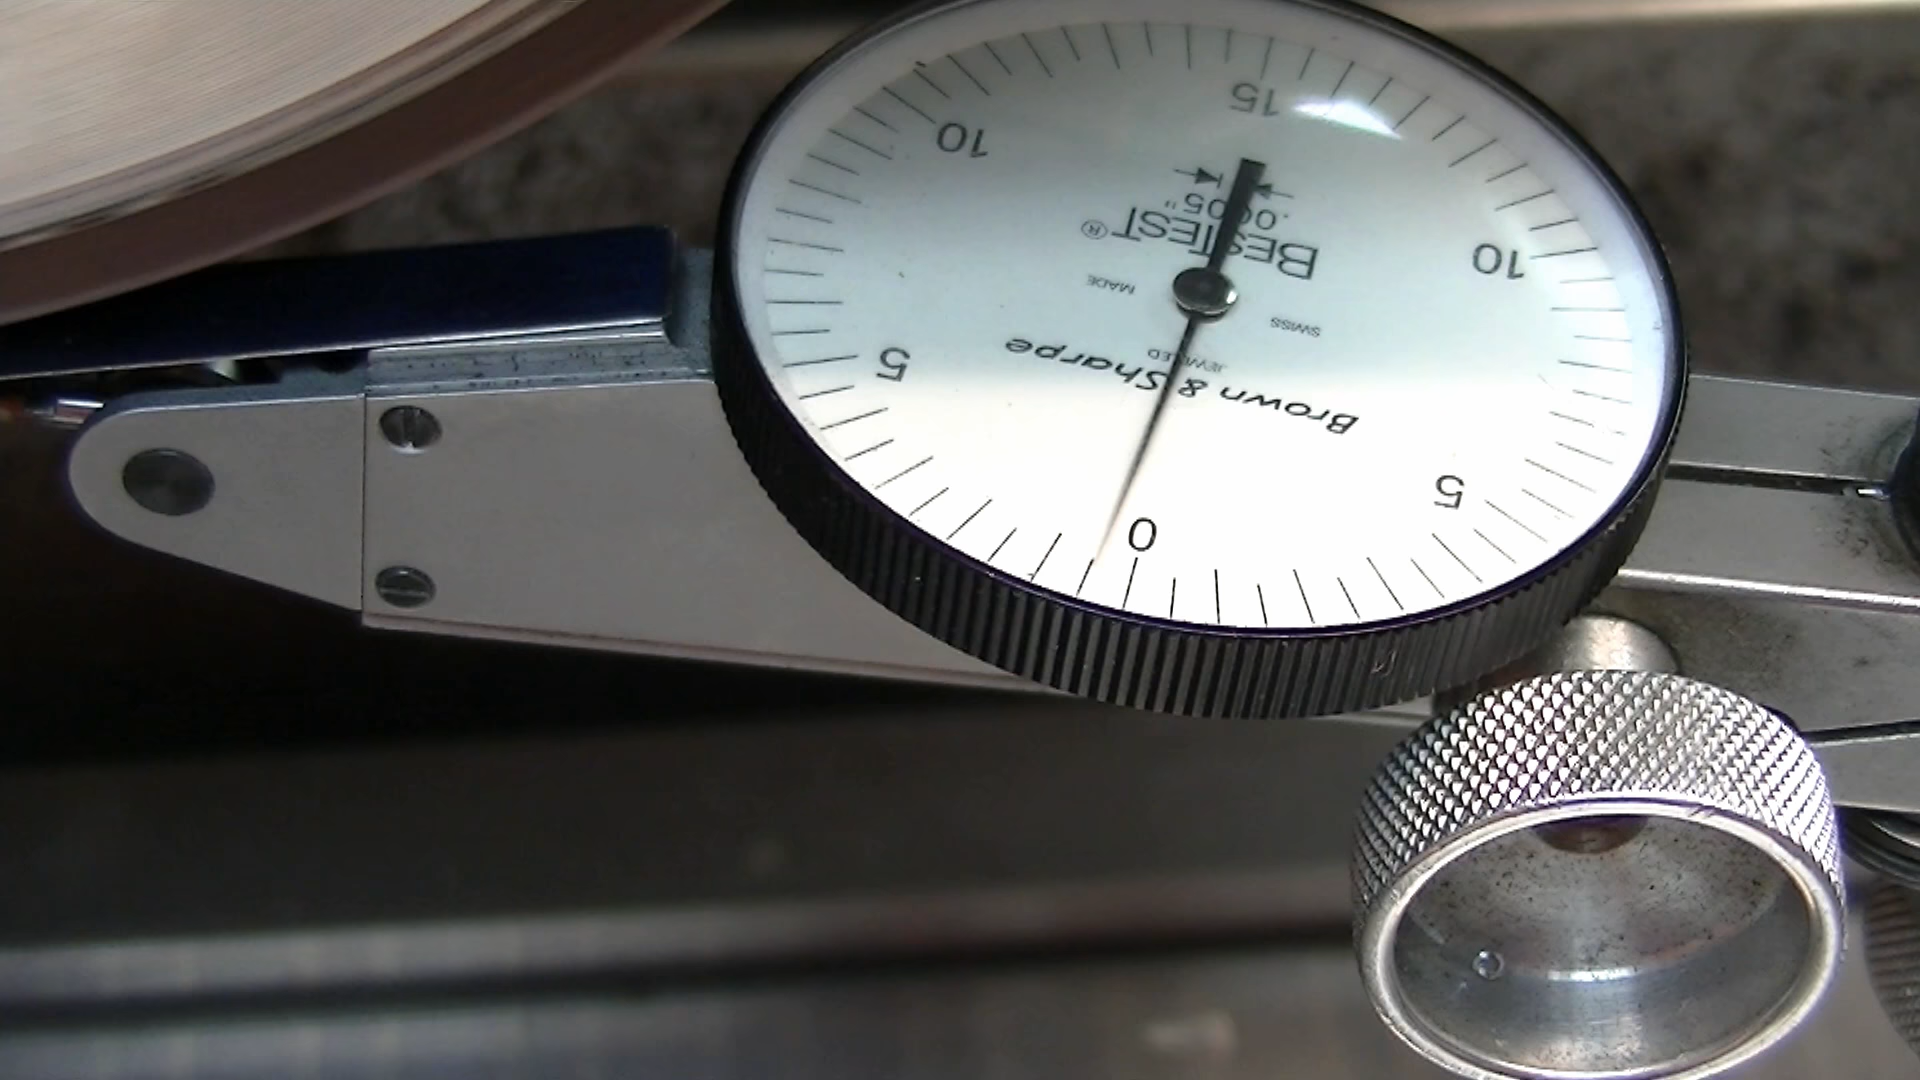 0
5 5
Brown & Sharpe
JEWELED
SWISS MADE
BESTEST®
.0005"
10 10
15